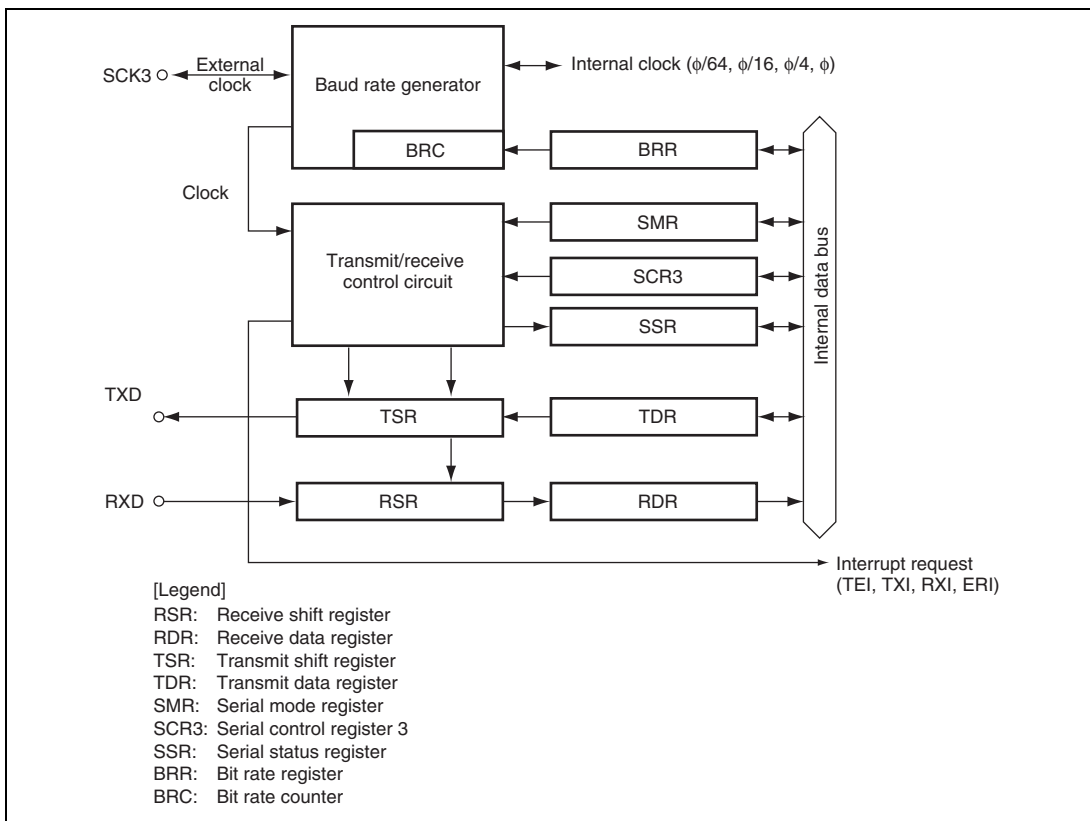 SCK3
External
clock
Baud rate generator
Internal clock (ϕ/64, ϕ/16, ϕ/4, ϕ)
BRC
BRR
Clock
Transmit/receive
control circuit
SMR
SCR3
SSR
Internal data bus
TXD
TSR
TDR
RXD
RSR
RDR
Interrupt request
(TEI, TXI, RXI, ERI)
[Legend]
RSR: Receive shift register
RDR: Receive data register
TSR: Transmit shift register
TDR: Transmit data register
SMR: Serial mode register
SCR3: Serial control register 3
SSR: Serial status register
BRR: Bit rate register
BRC: Bit rate counter